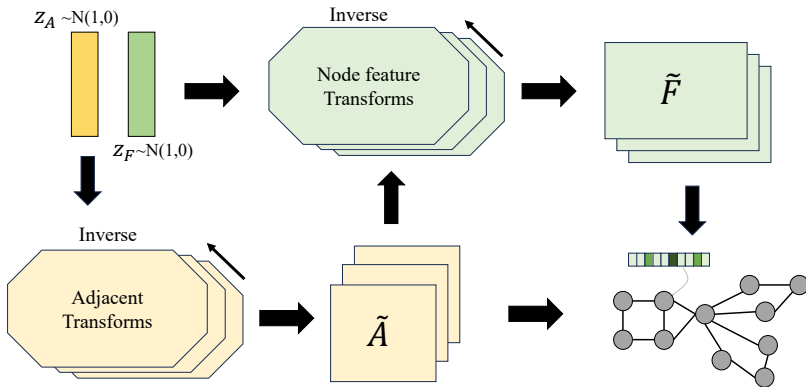 z_A ~N(1,0)
z_F~N(1,0)
Inverse
Node feature
Transforms
F̃
Inverse
Adjacent
Transforms
Ã